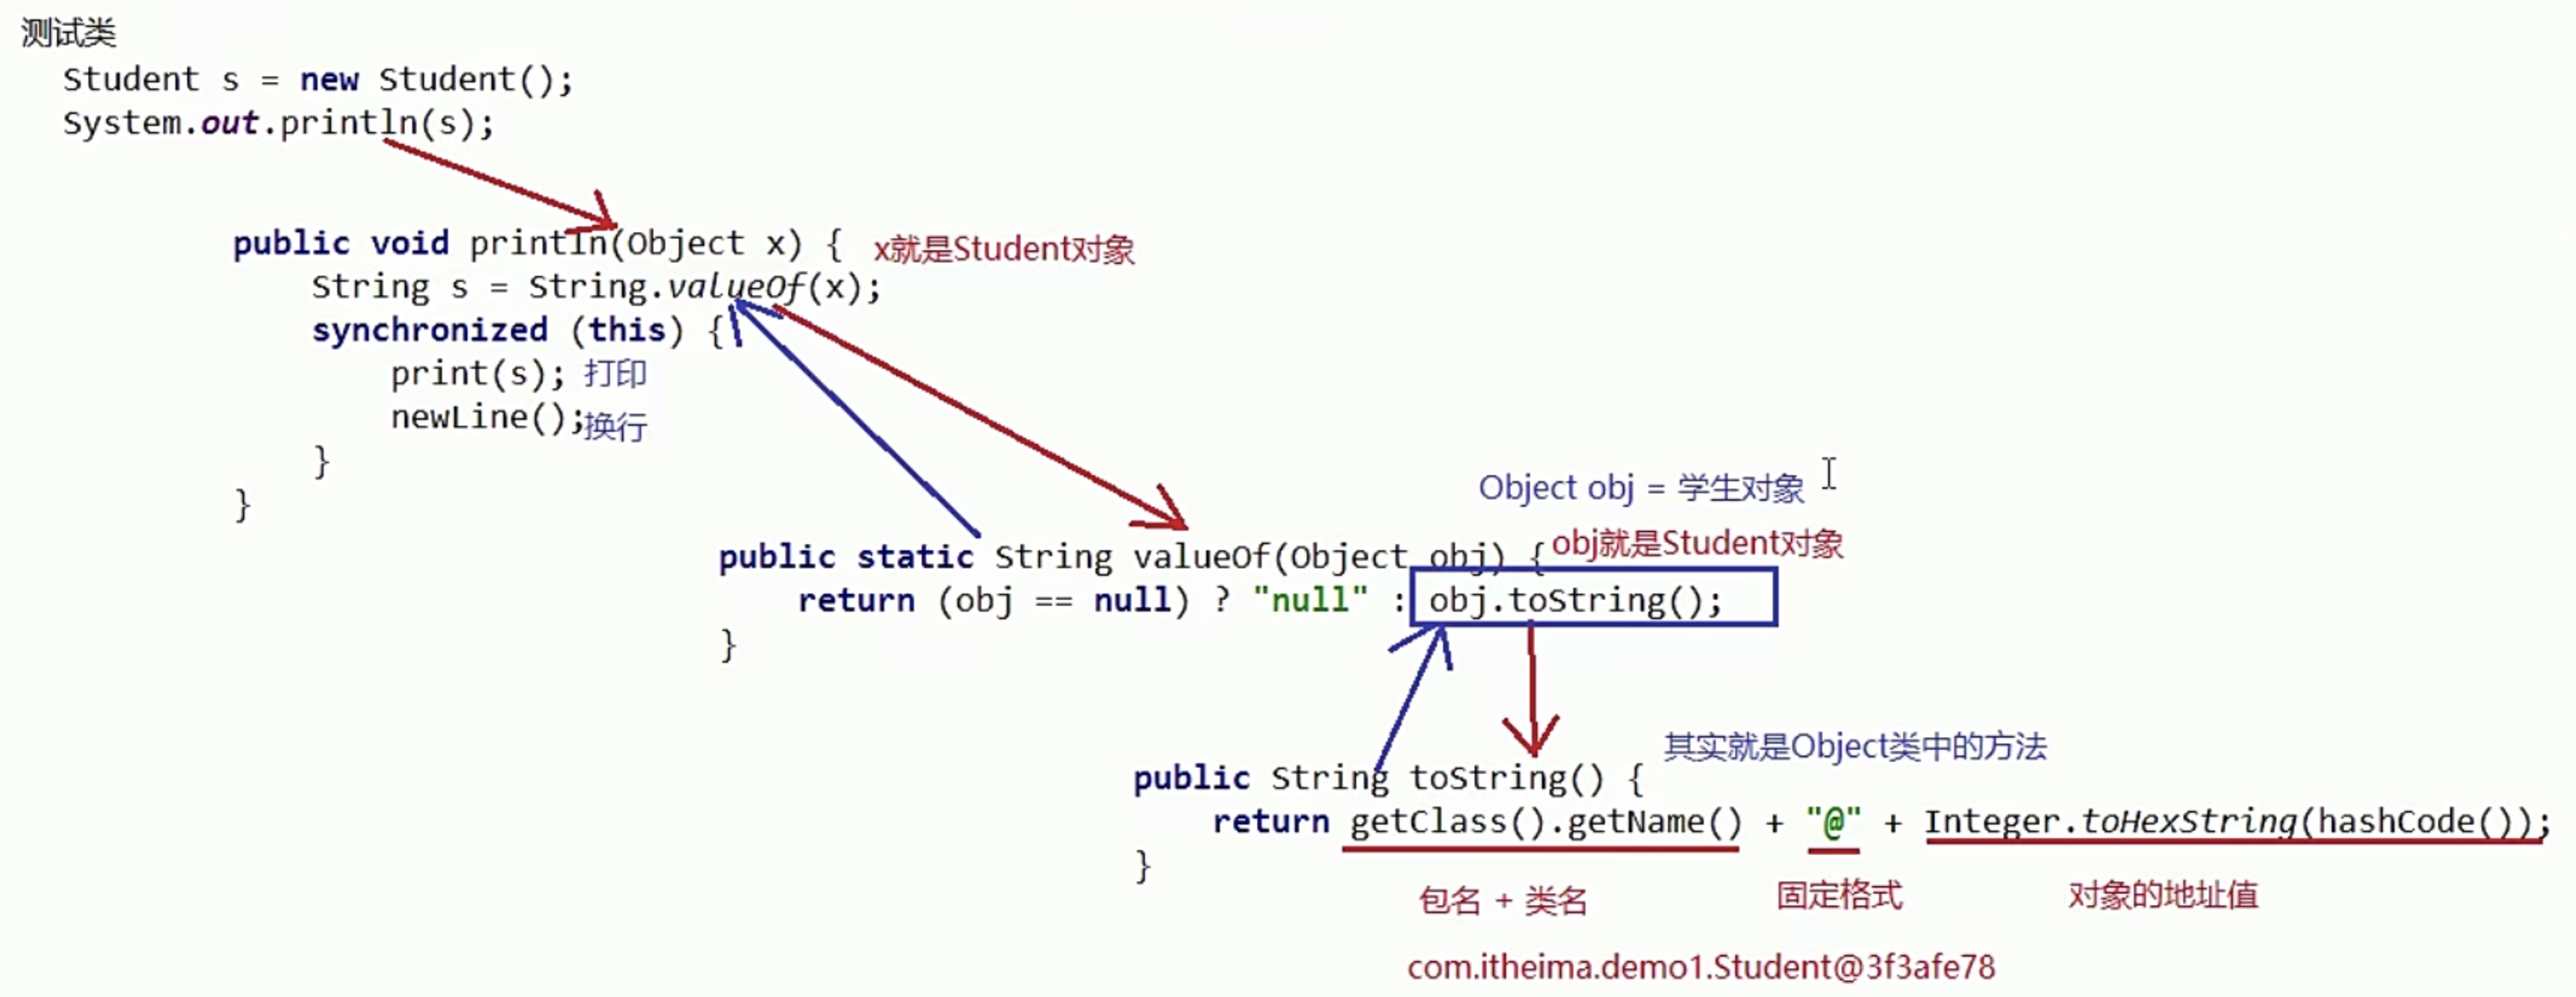 测试类
Student s = new Student();
System.out.println(s);
public void println(Object x) { x就是Student对象
String s = String.valueOf(x);
synchronized (this) {
print(s); 打印
newLine();换行
}
}
Object obj = 学生对象
public static String valueOf(Object obj) { obj就是Student对象
return (obj == null) ? "null" : obj.toString();
}
其实就是Object类中的方法
public String toString() {
return getClass().getName() + "@" + Integer.toHexString(hashCode());
}
包名 + 类名 固定格式 对象的地址值
com.itheima.demo1.Student@3f3afe78